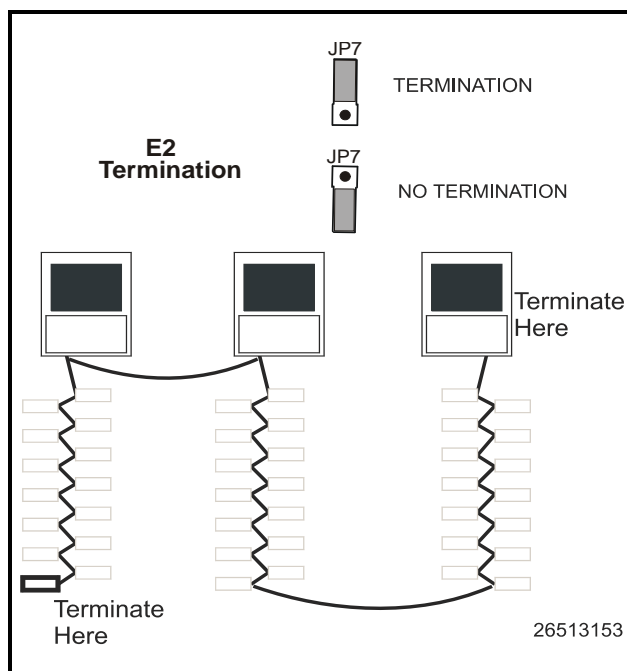 JP7
TERMINATION
E2
Termination
JP7
NO TERMINATION
Terminate
Here
Terminate
Here
26513153